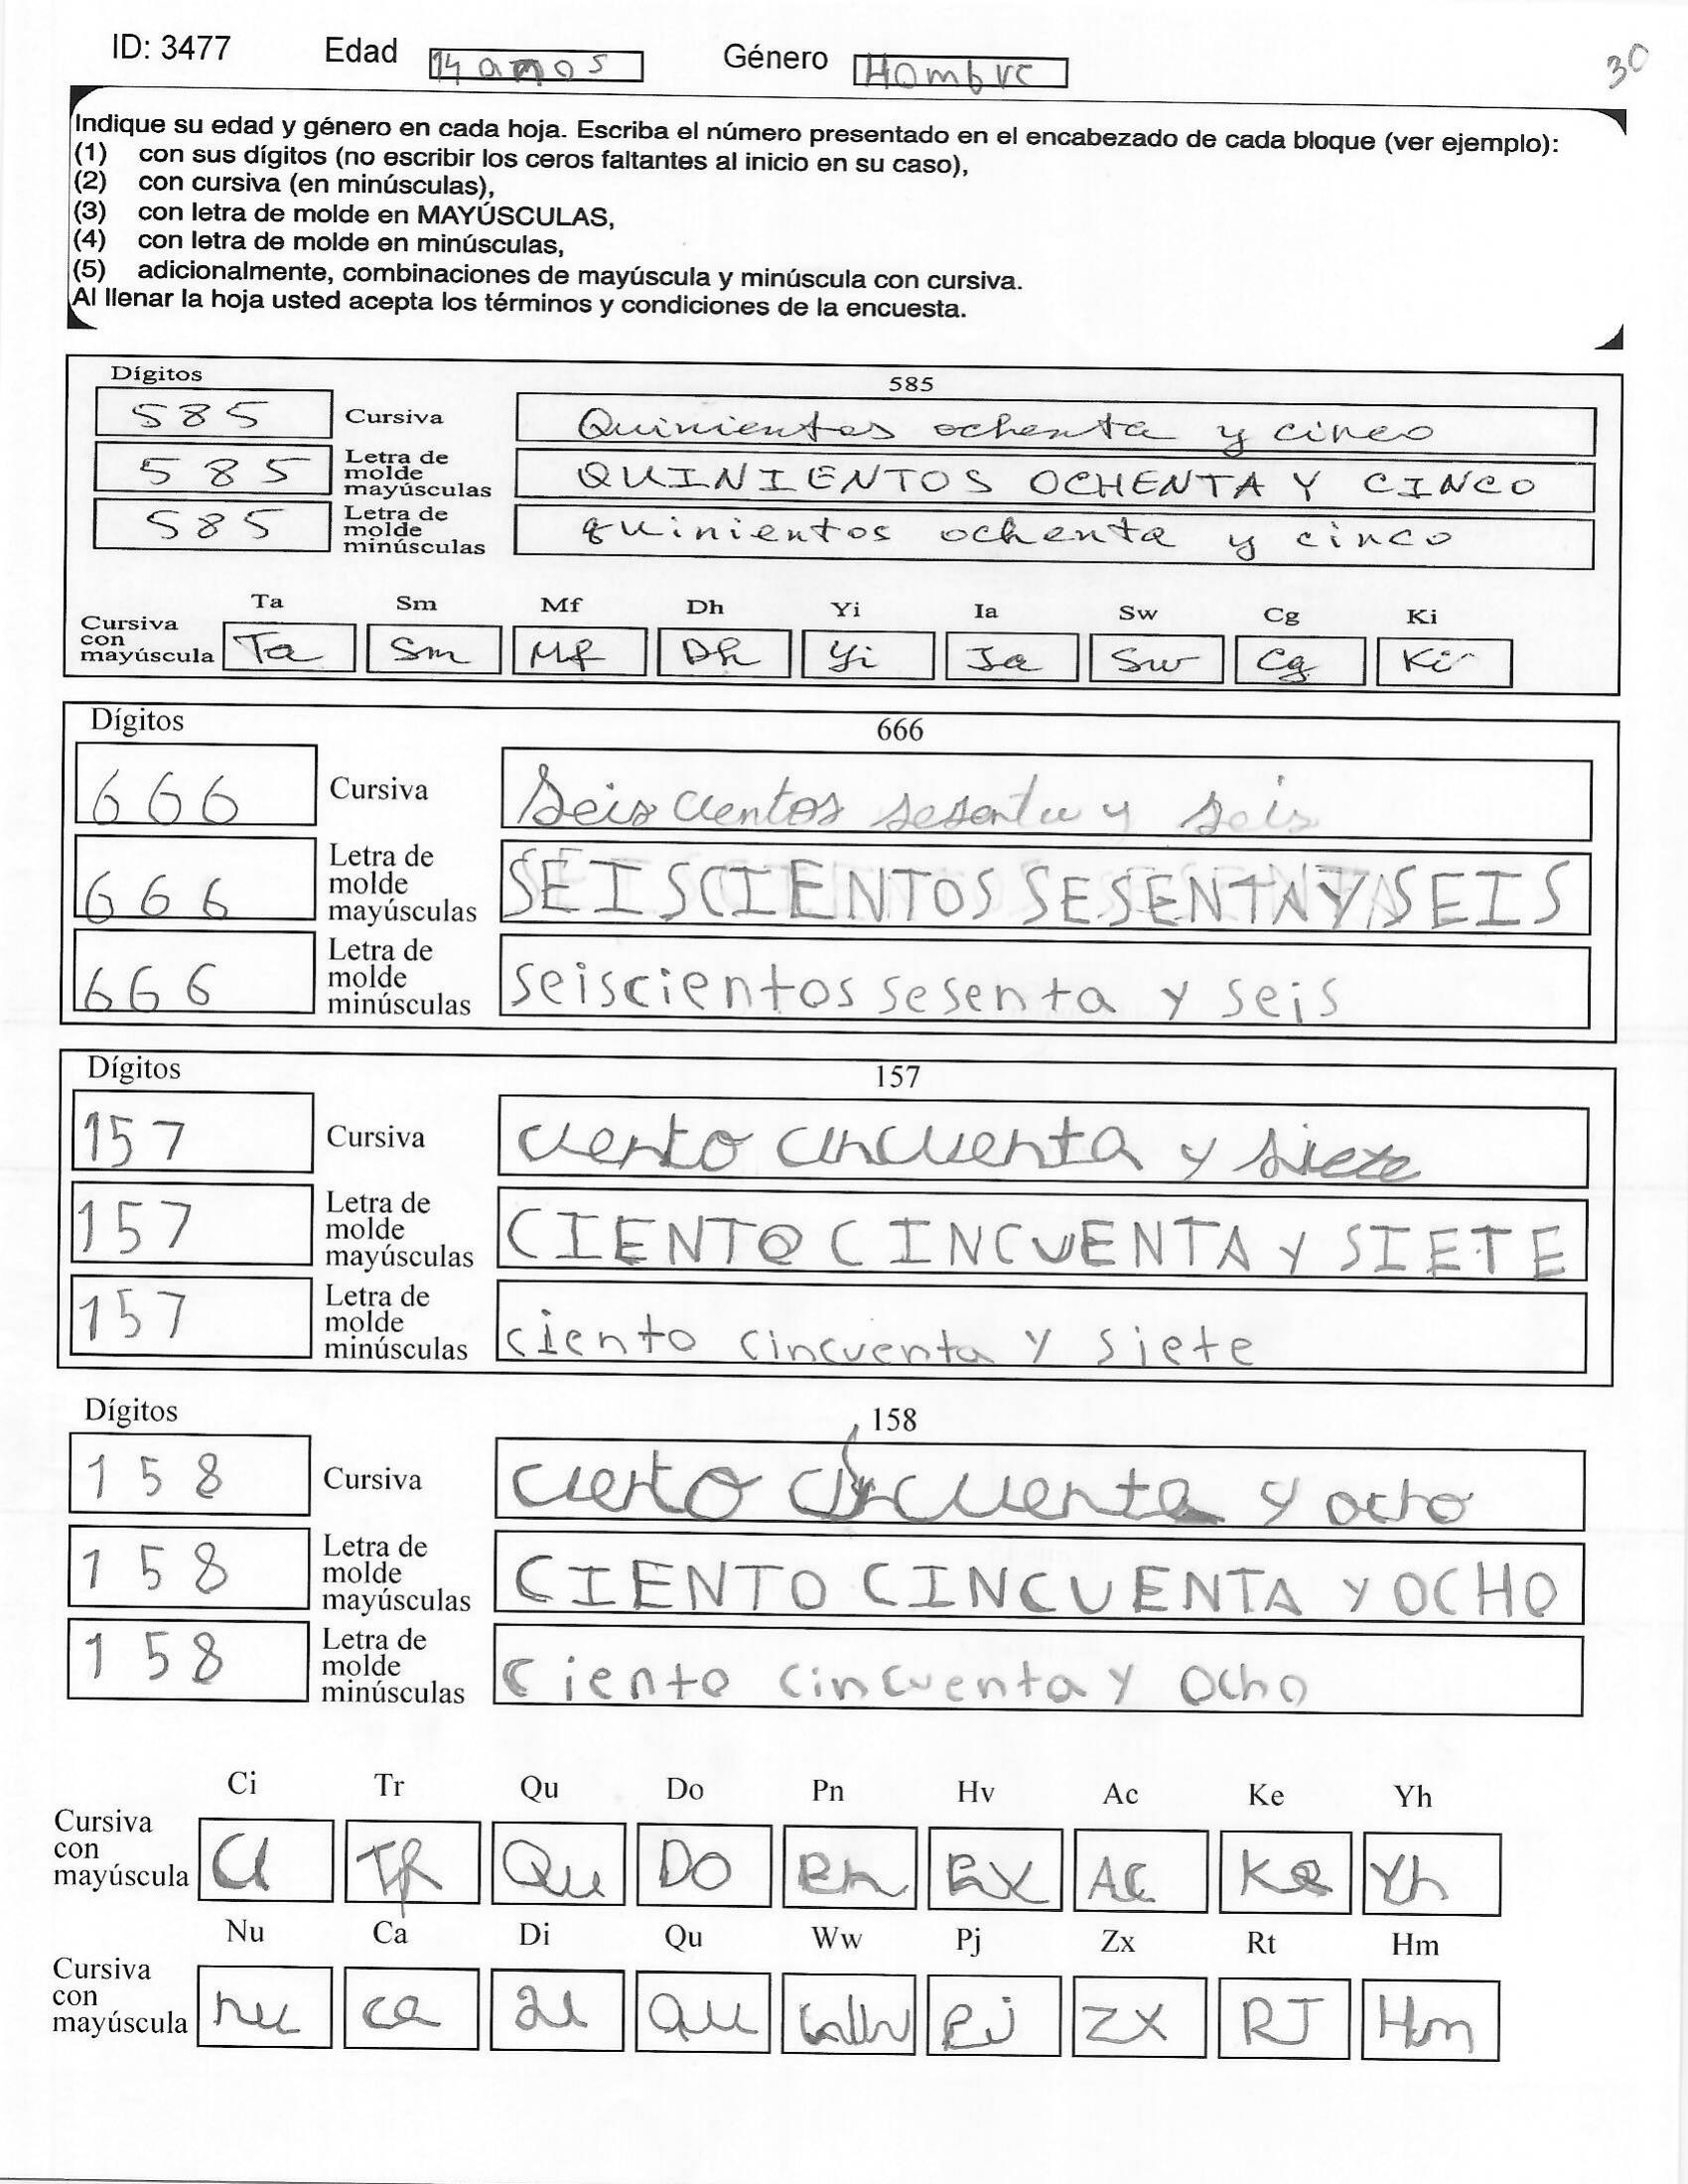 ID: 3477 Edad 14 amos Género Hombre 30
Indique su edad y género en cada hoja. Escriba el número presentado en el encabezado de cada bloque (ver ejemplo):
(1) con sus dígitos (no escribir los ceros faltantes al inicio en su caso),
(2) con cursiva (en minúsculas),
(3) con letra de molde en MAYÚSCULAS,
(4) con letra de molde en minúsculas,
(5) adicionalmente, combinaciones de mayúscula y minúscula con cursiva.
Al llenar la hoja usted acepta los términos y condiciones de la encuesta.
Dígitos 585
585 Cursiva Quinientos ochenta y cinco
585 Letra de molde mayúsculas QUINIENTOS OCHENTA Y CINCO
585 Letra de molde minúsculas quinientos ochenta y cinco
Ta Sm Mf Dh Yi Ia Sw Cg Ki
Cursiva con mayúscula Ta Sm Mf Dh Yi Ia Sw Cg Ki
Dígitos 666
666 Cursiva Seiscientos sesenta y seis
666 Letra de molde mayúsculas SEISCIENTOS SESENTA Y SEIS
666 Letra de molde minúsculas seiscientos sesenta y seis
Dígitos 157
157 Cursiva ciento cincuenta y siete
157 Letra de molde mayúsculas CIENTO CINCUENTA Y SIETE
157 Letra de molde minúsculas ciento cincuenta y siete
Dígitos 158
158 Cursiva ciento cincuenta y ocho
158 Letra de molde mayúsculas CIENTO CINCUENTA Y OCHO
158 Letra de molde minúsculas ciento cincuenta y ocho
Ci Tr Qu Do Pn Hv Ac Ke Yh
Cursiva con mayúscula Ci Tr Qu Do Pn Ac Ke Yh
Nu Ca Di Qu Ww Pj Zx Rt Hm
Cursiva con mayúscula nu ca di Qu Ww Pj Zx RJ Hm